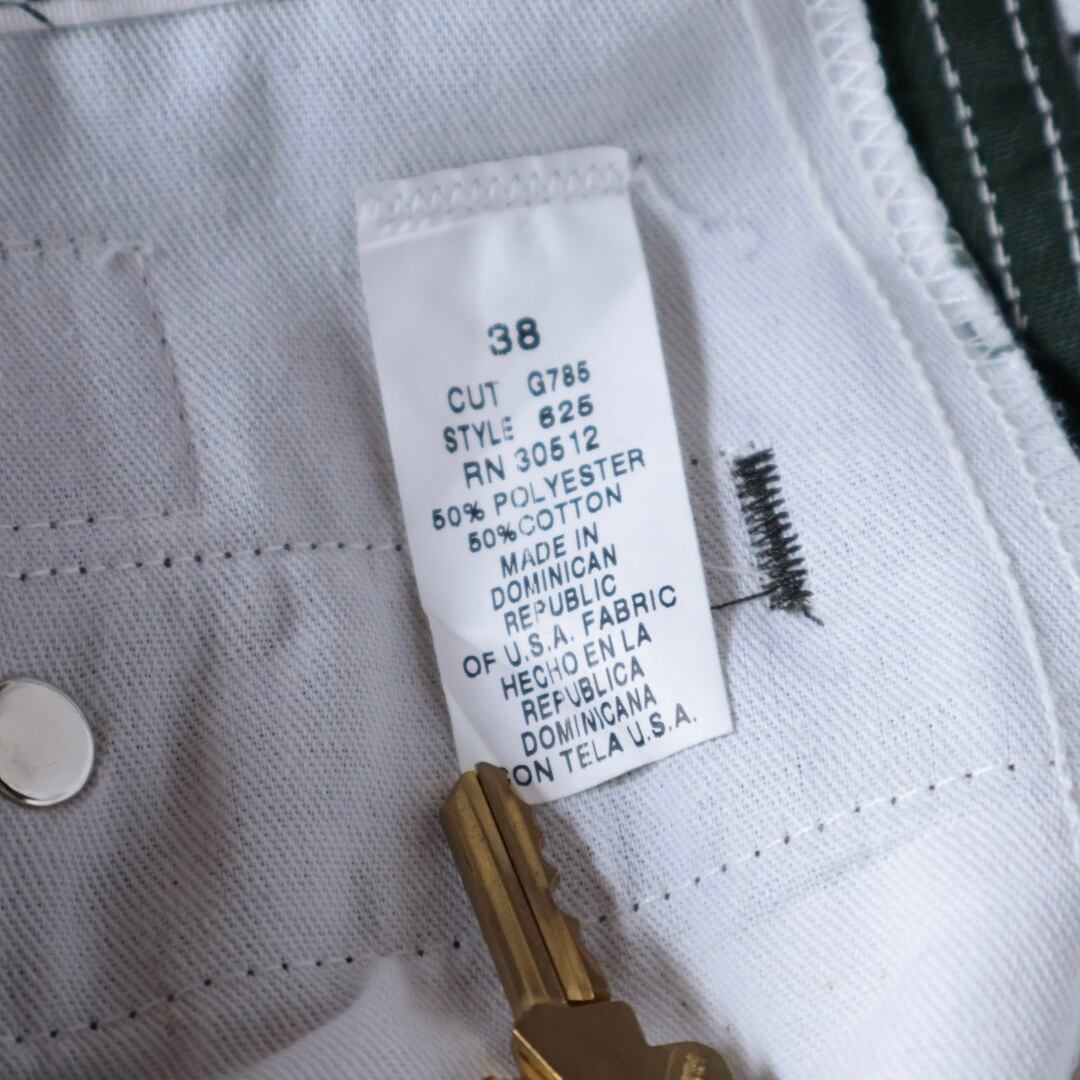 38
CUT G785
STYLE 625
RN 30512
50% POLYESTER
50% COTTON
MADE IN
DOMINICAN
REPUBLIC
OF U.S.A. FABRIC
HECHO EN LA
REPUBLICA
DOMINICANA
CON TELA U.S.A.